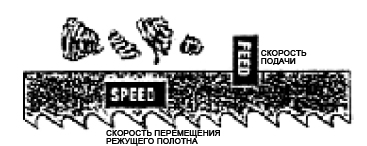 FEED
СКОРОСТЬ
ПОДАЧИ
SPEED
СКОРОСТЬ ПЕРЕМЕЩЕНИЯ
РЕЖУЩЕГО ПОЛОТНА